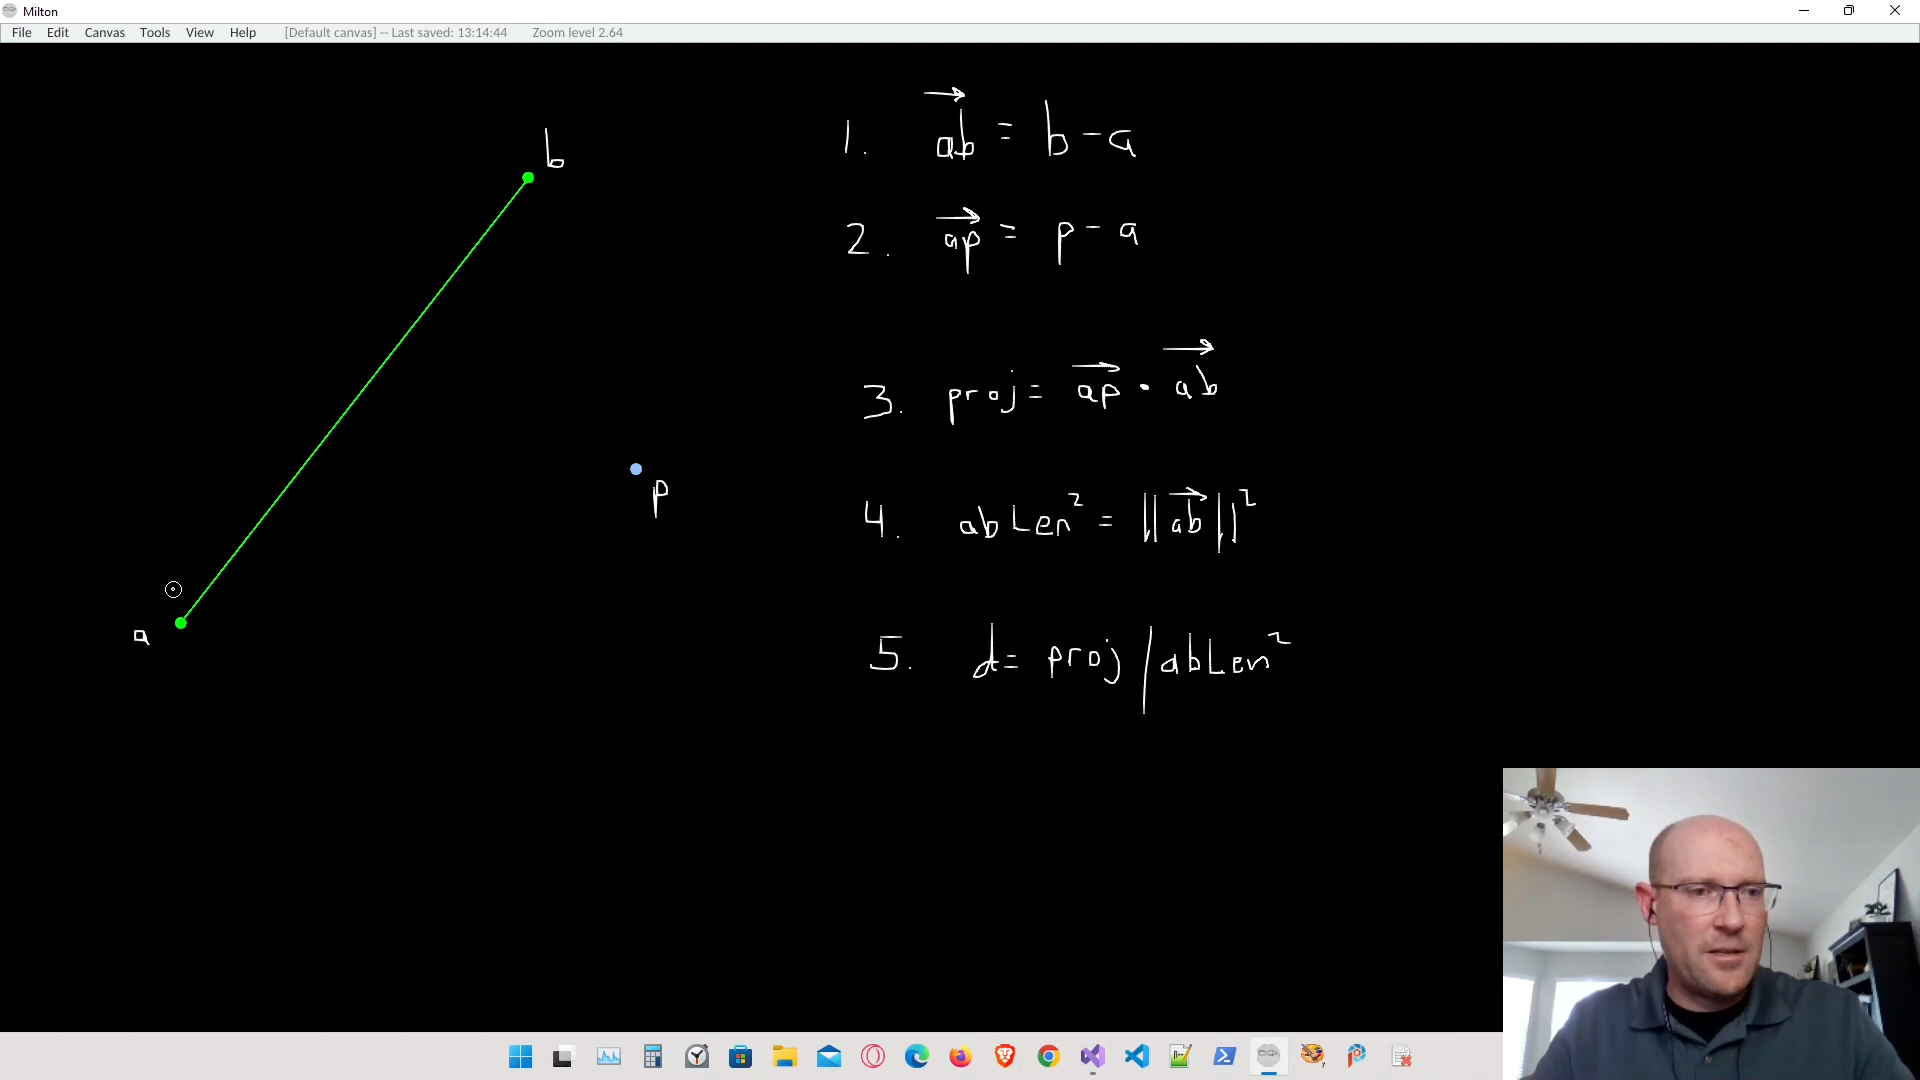 Milton
File Edit Canvas Tools View Help [Default canvas] -- Last saved: 13:14:44 Zoom level 2.64
b
a
p
1. ab = b - a
2. ap = p - a
3. proj = ap • ab
4. abLen² = ||ab||²
5. d = proj / abLen²